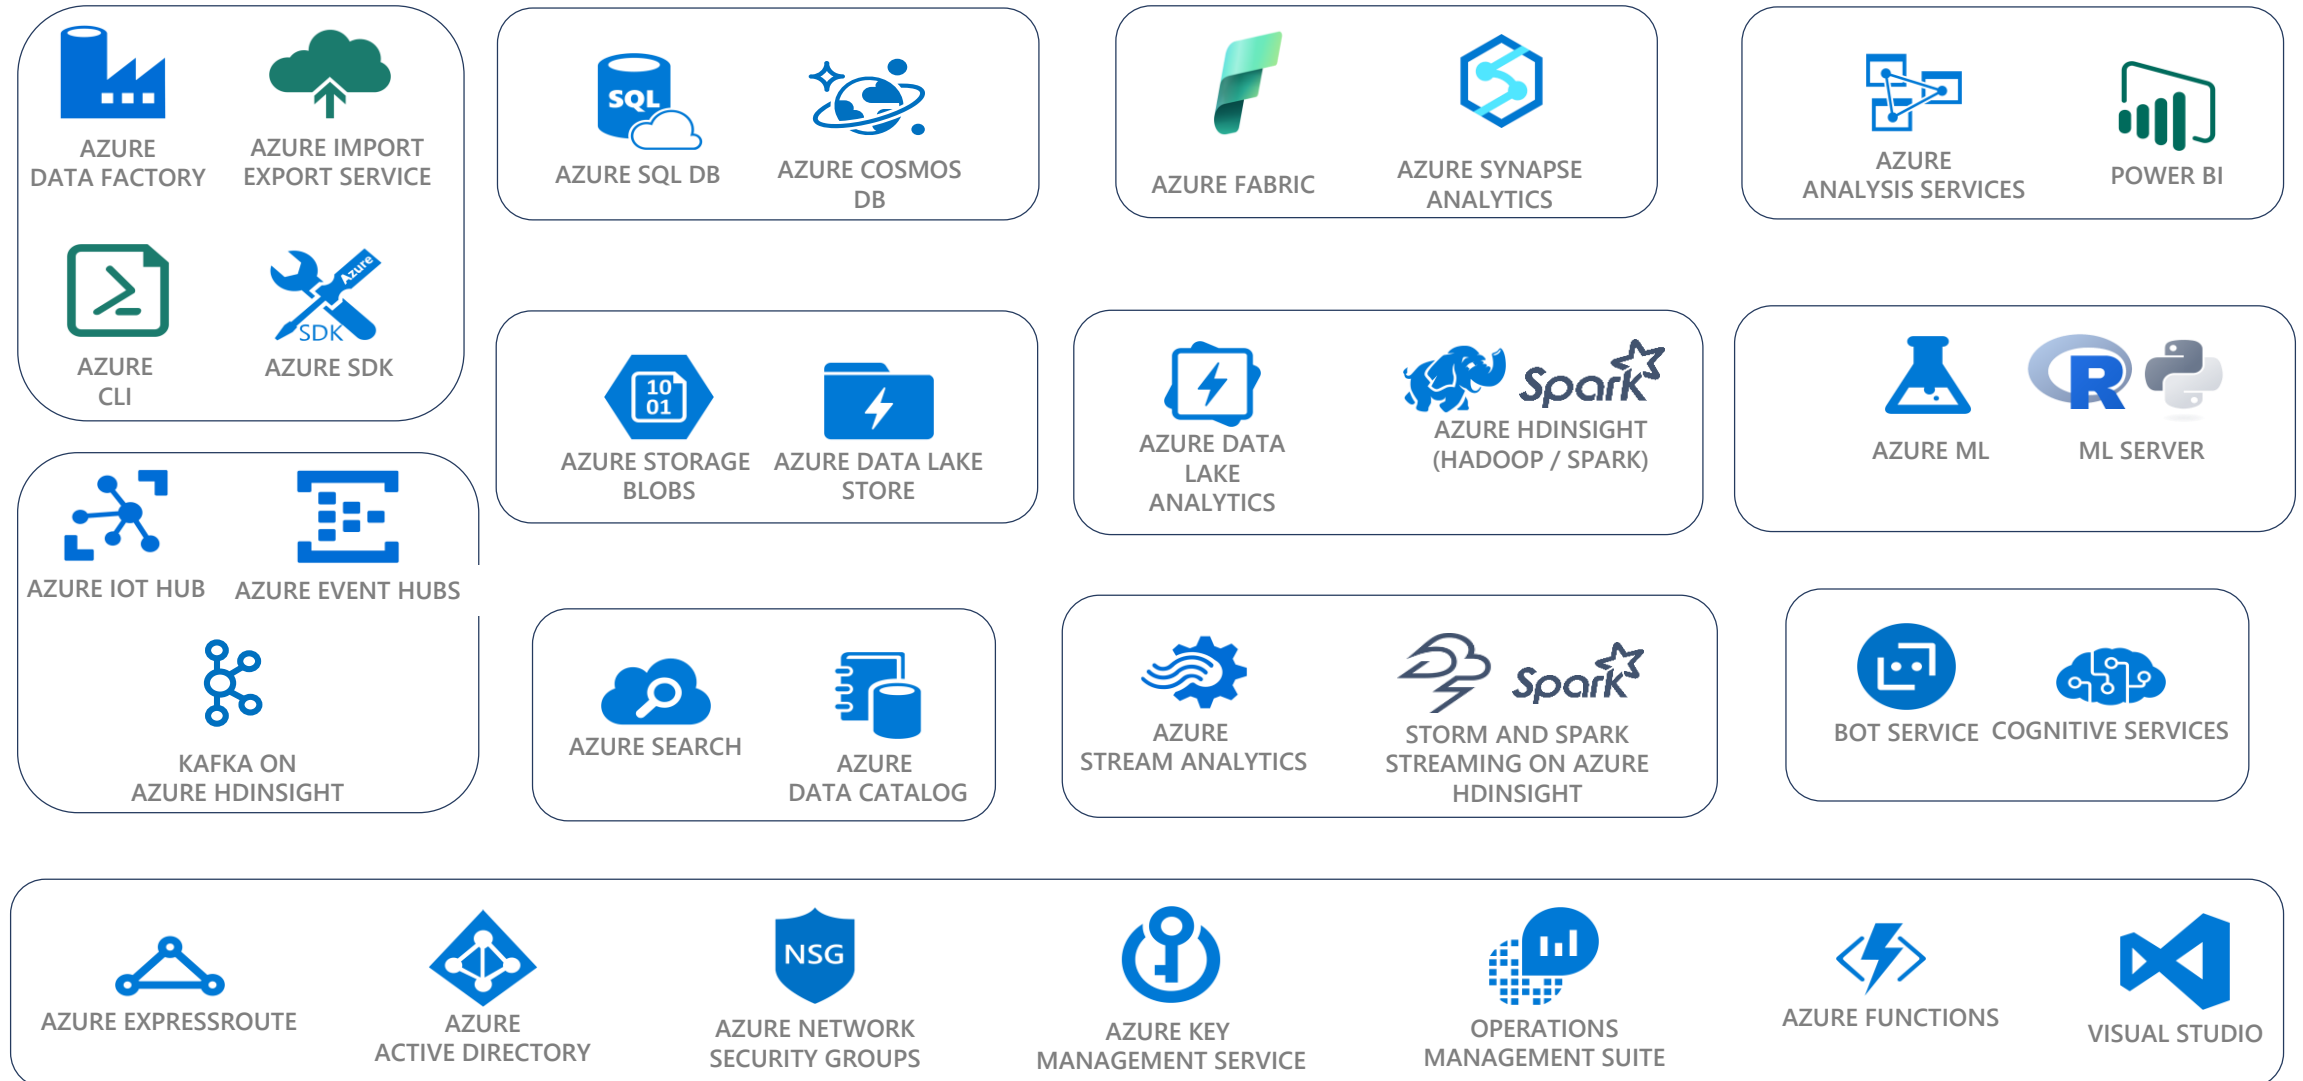 AZURE
DATA FACTORY
AZURE IMPORT
EXPORT SERVICE
AZURE
CLI
Azure
SDK
AZURE SDK
SQL
AZURE SQL DB
AZURE COSMOS
DB
AZURE FABRIC
AZURE SYNAPSE
ANALYTICS
AZURE
ANALYSIS SERVICES
POWER BI
10
01
AZURE STORAGE
BLOBS
AZURE DATA LAKE
STORE
AZURE DATA
LAKE
ANALYTICS
Spark
AZURE HDINSIGHT
(HADOOP / SPARK)
AZURE ML
R
ML SERVER
AZURE IOT HUB
AZURE EVENT HUBS
KAFKA ON
AZURE HDINSIGHT
AZURE SEARCH
AZURE
DATA CATALOG
AZURE
STREAM ANALYTICS
Spark
STORM AND SPARK
STREAMING ON AZURE
HDINSIGHT
BOT SERVICE
COGNITIVE SERVICES
AZURE EXPRESSROUTE
AZURE
ACTIVE DIRECTORY
NSG
AZURE NETWORK
SECURITY GROUPS
AZURE KEY
MANAGEMENT SERVICE
OPERATIONS
MANAGEMENT SUITE
AZURE FUNCTIONS
VISUAL STUDIO